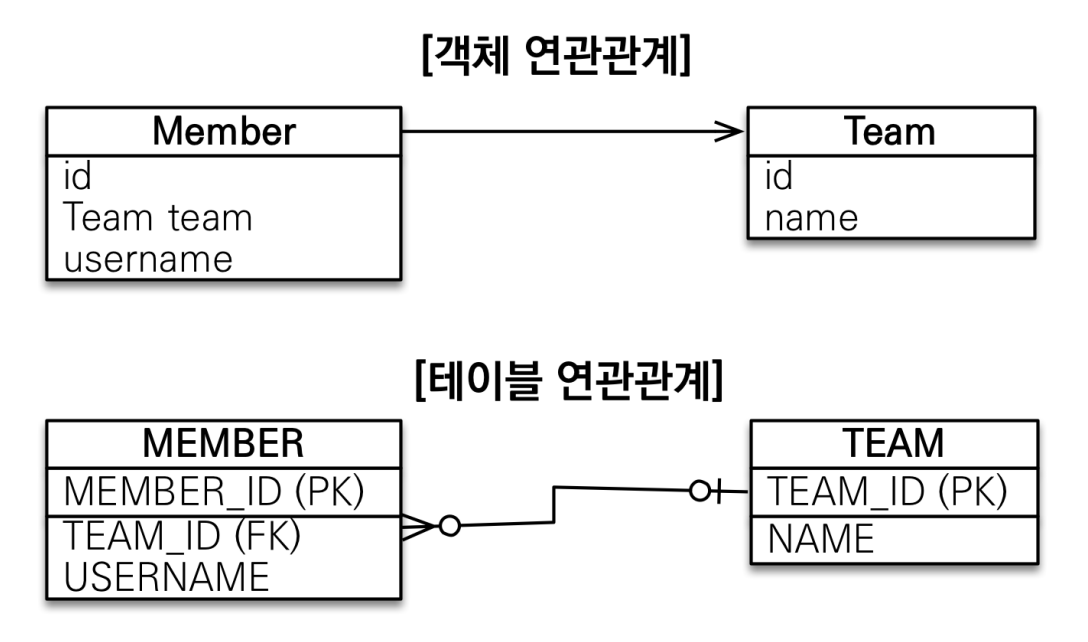 [객체 연관관계]
Member
id
Team team
username
Team
id
name
[테이블 연관관계]
MEMBER
MEMBER_ID (PK)
TEAM_ID (FK)
USERNAME
TEAM
TEAM_ID (PK)
NAME